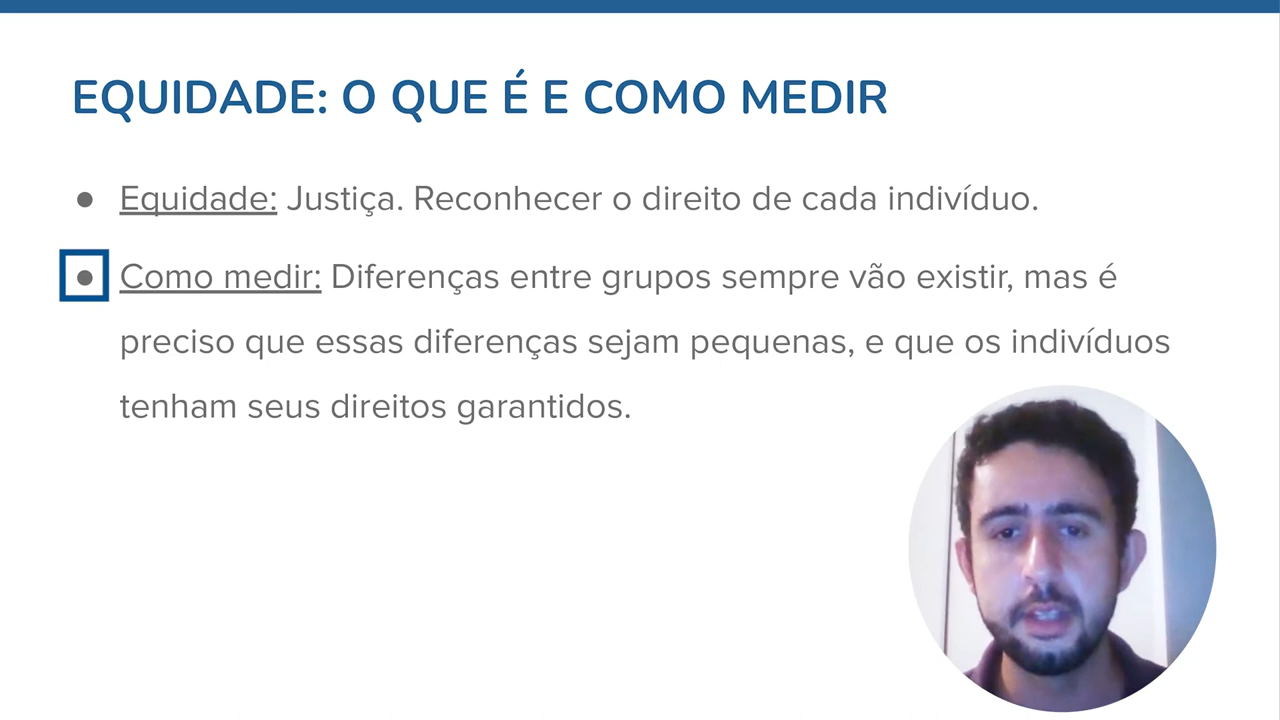 EQUIDADE: O QUE É E COMO MEDIR
● Equidade: Justiça. Reconhecer o direito de cada indivíduo.
● Como medir: Diferenças entre grupos sempre vão existir, mas é
preciso que essas diferenças sejam pequenas, e que os indivíduos
tenham seus direitos garantidos.